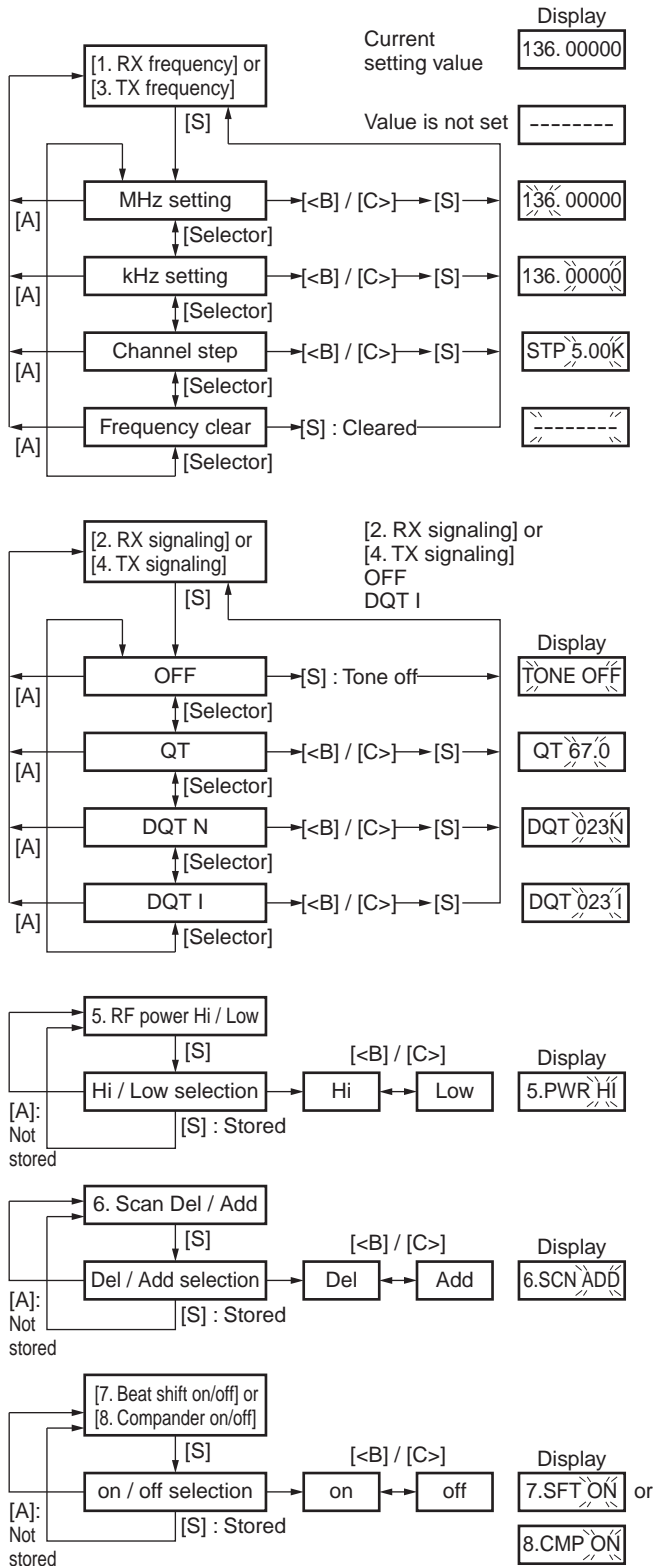 Display
Current
setting value
136. 00000
[1. RX frequency] or
[3. TX frequency]
[S]
Value is not set
--------
MHz setting
[<B] / [C>]
[S]
136. 00000
[A]
[Selector]
kHz setting
[<B] / [C>]
[S]
136. 00000
[A]
[Selector]
Channel step
[<B] / [C>]
[S]
STP 5.00K
[A]
[Selector]
Frequency clear
[S] : Cleared
--------
[A]
[Selector]
[2. RX signaling] or
[4. TX signaling]
[S]
[2. RX signaling] or
[4. TX signaling]
OFF
DQT I
Display
OFF
[S] : Tone off
TONE OFF
[A]
[Selector]
QT
[<B] / [C>]
[S]
QT 67.0
[A]
[Selector]
DQT N
[<B] / [C>]
[S]
DQT 023N
[A]
[Selector]
DQT I
[<B] / [C>]
[S]
DQT 023 I
[A]
[Selector]
5. RF power Hi / Low
[S]
[<B] / [C>]
Display
Hi / Low selection
Hi
Low
5.PWR HI
[A]:
Not
stored
[S] : Stored
6. Scan Del / Add
[S]
[<B] / [C>]
Display
Del / Add selection
Del
Add
6.SCN ADD
[A]:
Not
stored
[S] : Stored
[7. Beat shift on/off] or
[8. Compander on/off]
[S]
[<B] / [C>]
Display
on / off selection
on
off
7.SFT ON or
[A]:
Not
stored
[S] : Stored
8.CMP ON